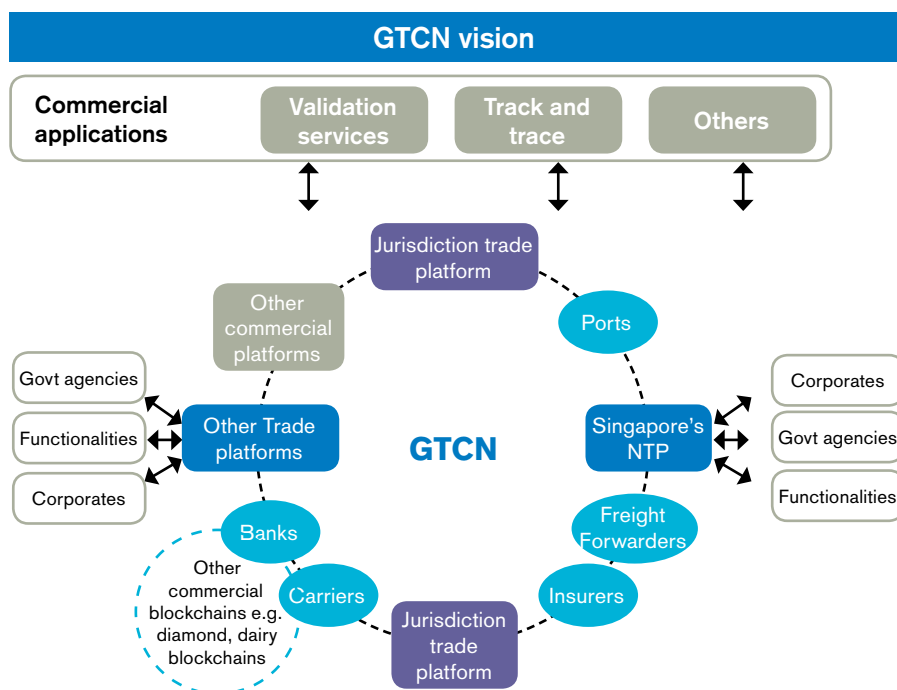 GTCN vision
Commercial
applications
Validation
services
Track and
trace
Others
Jurisdiction trade
platform
Other
commercial
platforms
Ports
Govt agencies
Functionalities
Corporates
Other Trade
platforms
GTCN
Singapore's
NTP
Corporates
Govt agencies
Functionalities
Banks
Freight
Forwarders
Other
commercial
blockchains e.g.
diamond, dairy
blockchains
Carriers
Insurers
Jurisdiction
trade
platform